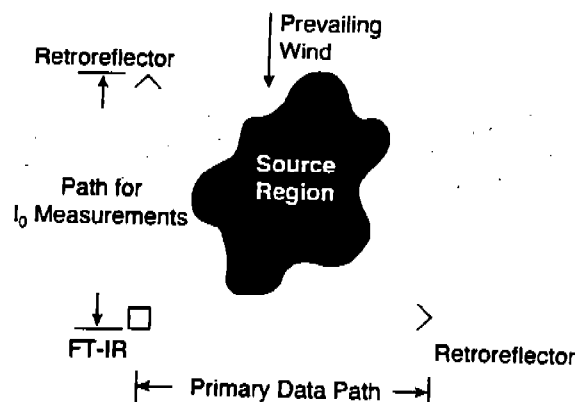 Prevailing
Wind
Retroreflector
Source
Region
Path for
I₀ Measurements
FT-IR
Retroreflector
Primary Data Path